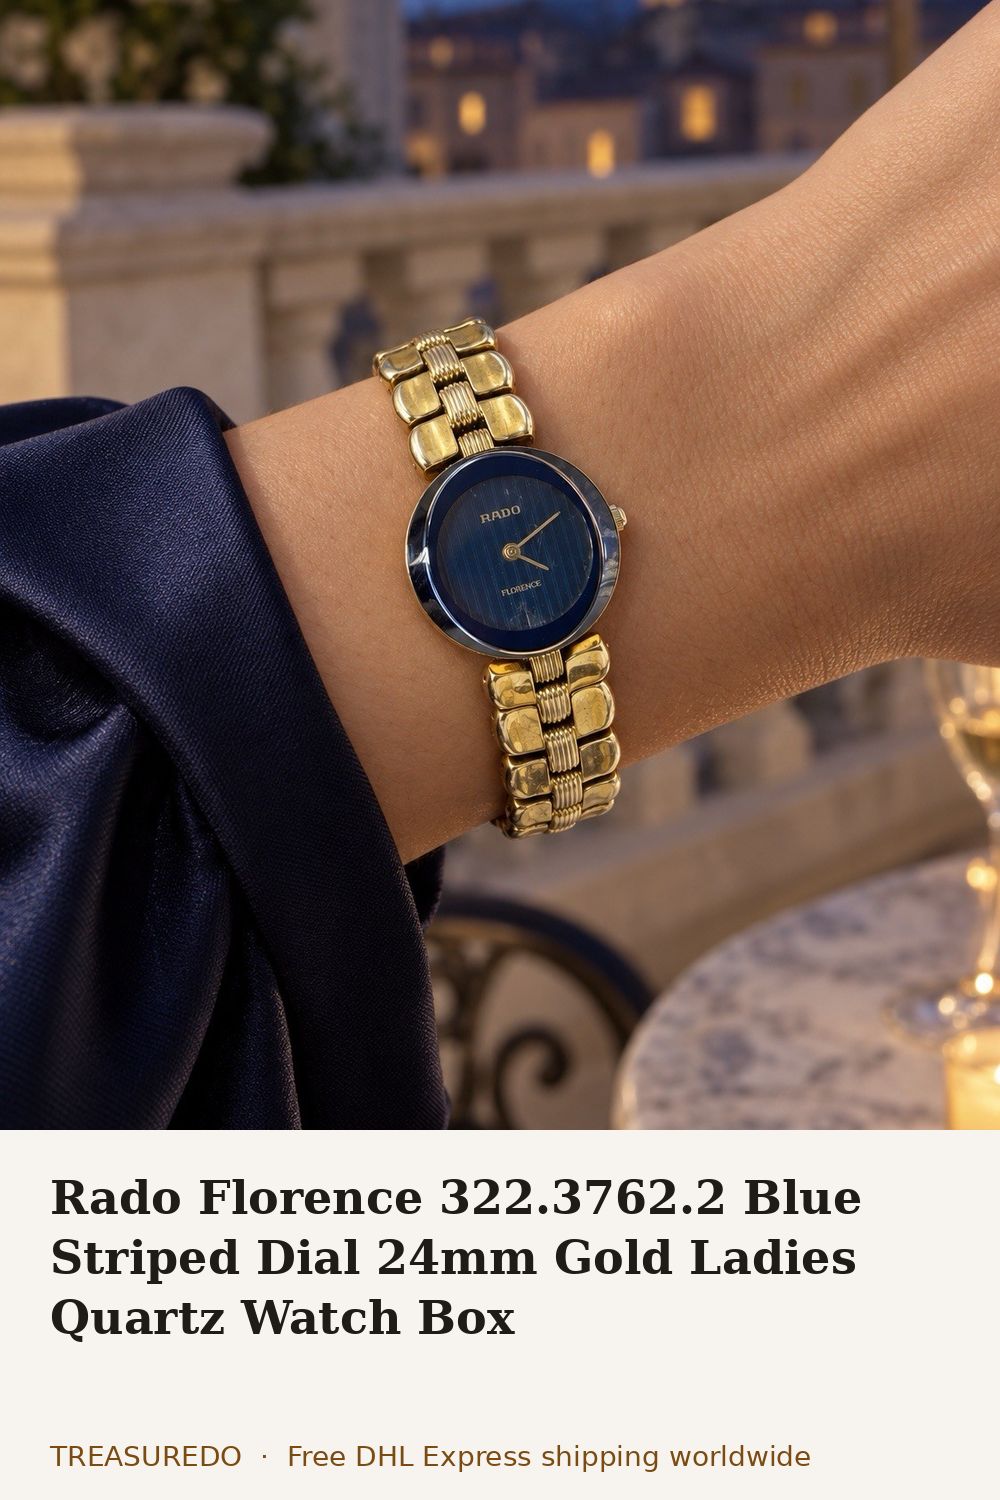 RADO
FLORENCE
Rado Florence 322.3762.2 Blue
Striped Dial 24mm Gold Ladies
Quartz Watch Box
TREASUREDO · Free DHL Express shipping worldwide